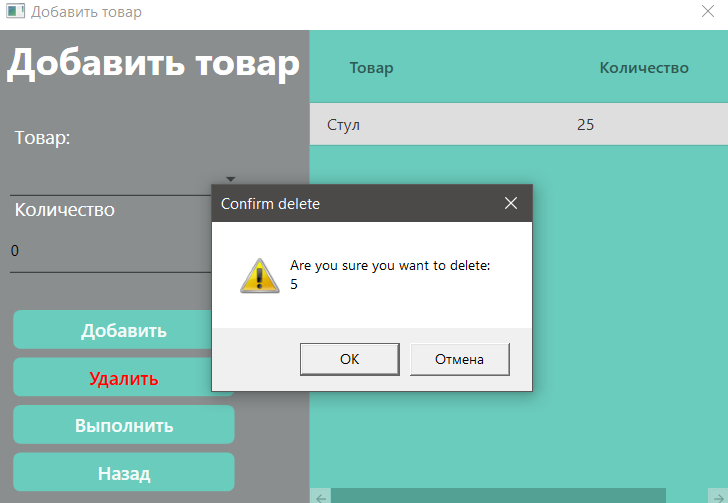 Добавить товар
Добавить товар
Товар:
Количество
0
Добавить
Удалить
Выполнить
Назад
Товар Количество
Стул 25
Confirm delete
Are you sure you want to delete:
5
OK Отмена